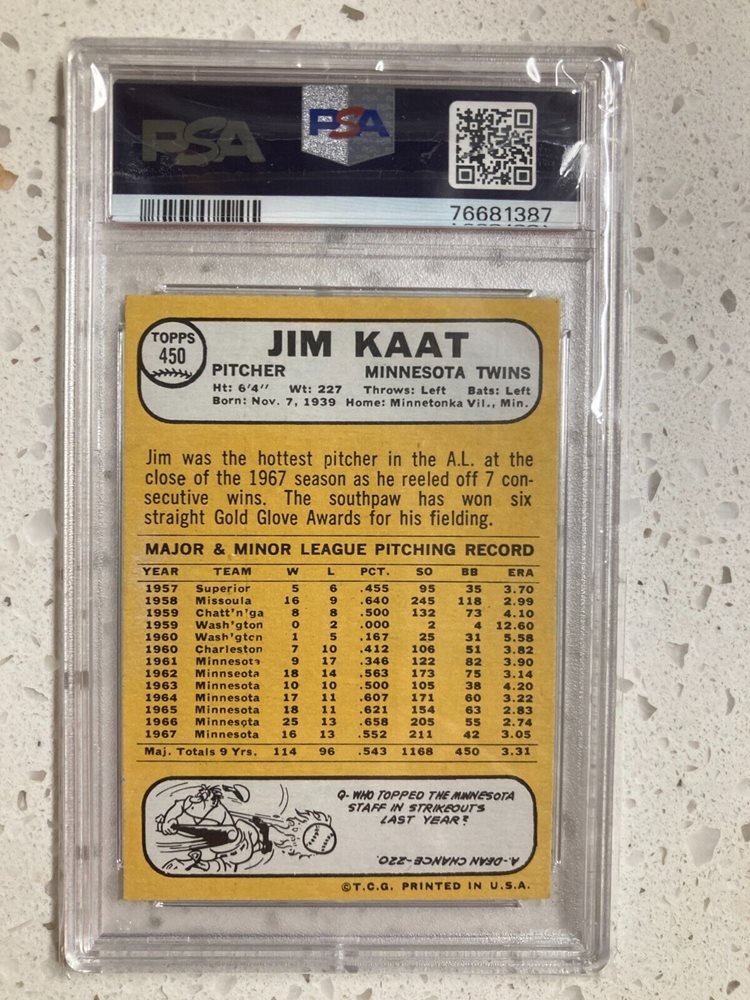 PSA PSA
76681387
TOPPS
450
JIM KAAT
PITCHER MINNESOTA TWINS
Ht: 6'4" Wt: 227 Throws: Left Bats: Left
Born: Nov. 7, 1939 Home: Minnetonka Vil., Min.
Jim was the hottest pitcher in the A.L. at the
close of the 1967 season as he reeled off 7 con-
secutive wins. The southpaw has won six
straight Gold Glove Awards for his fielding.
MAJOR & MINOR LEAGUE PITCHING RECORD
YEAR TEAM W L PCT. SO BB ERA
1957 Superior 5 6 .455 95 35 3.70
1958 Missoula 16 9 .640 245 118 2.99
1959 Chatt'n'ga 8 8 .500 132 73 4.10
1959 Wash'gton 0 2 .000 2 4 12.60
1960 Wash'gton 1 5 .167 25 31 5.58
1960 Charleston 7 10 .412 106 51 3.82
1961 Minnesota 9 17 .346 122 82 3.90
1962 Minnseota 18 14 .563 173 75 3.14
1963 Minnesota 10 10 .500 105 38 4.20
1964 Minnesota 17 11 .607 171 60 3.22
1965 Minnesota 18 11 .621 154 63 2.83
1966 Minnesota 25 13 .658 205 55 2.74
1967 Minnesota 16 13 .552 211 42 3.05
Maj. Totals 9 Yrs. 114 96 .543 1168 450 3.31
Q- WHO TOPPED THE MINNESOTA
STAFF IN STRIKEOUTS
LAST YEAR?
A- DEAN CHANCE-220.
©T.C.G. PRINTED IN U.S.A.